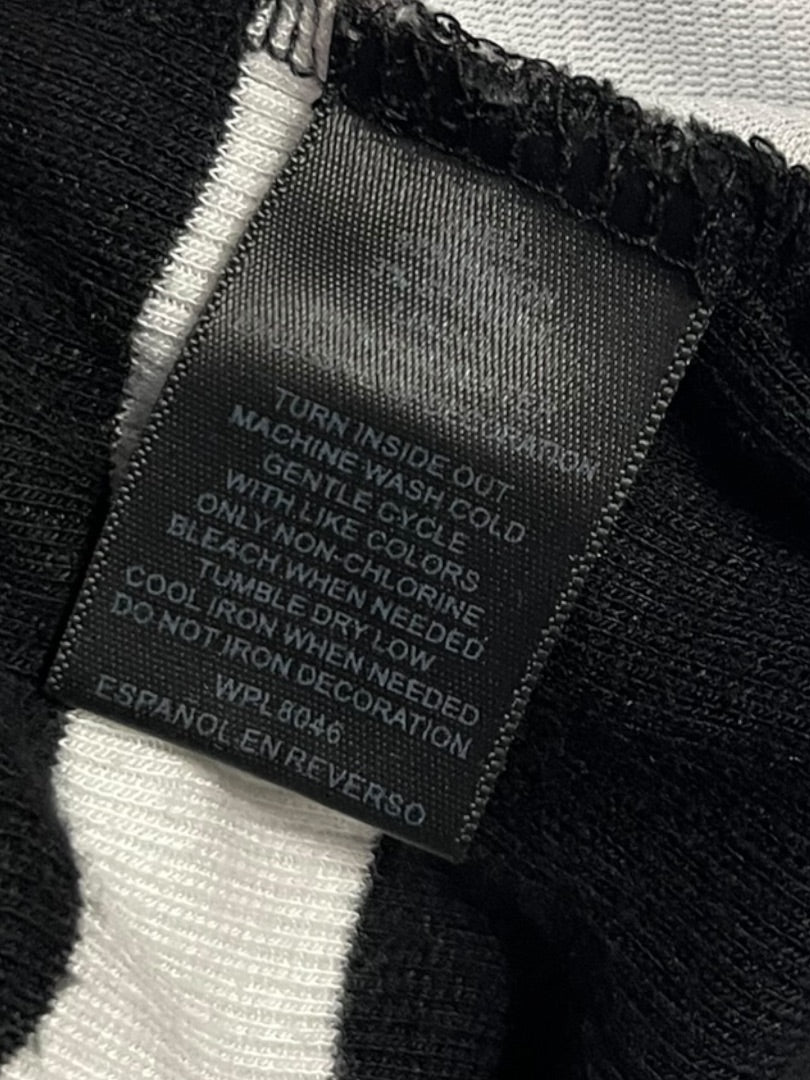 DECORATION
TURN INSIDE OUT
MACHINE WASH COLD
GENTLE CYCLE
WITH LIKE COLORS
ONLY NON-CHLORINE
BLEACH WHEN NEEDED
TUMBLE DRY LOW
COOL IRON WHEN NEEDED
DO NOT IRON DECORATION
WPL8046
ESPANOL EN REVERSO